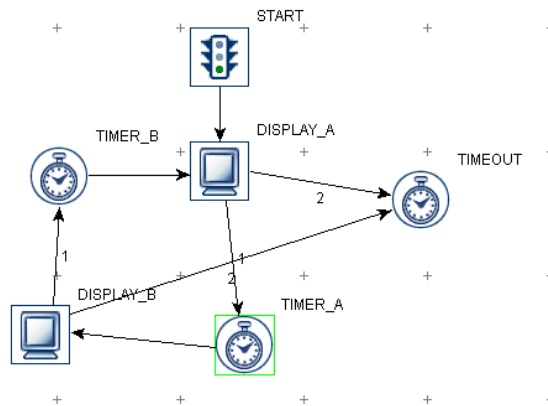 START
TIMER_B
DISPLAY_A
TIMEOUT
2
1
1
2
DISPLAY_B
TIMER_A